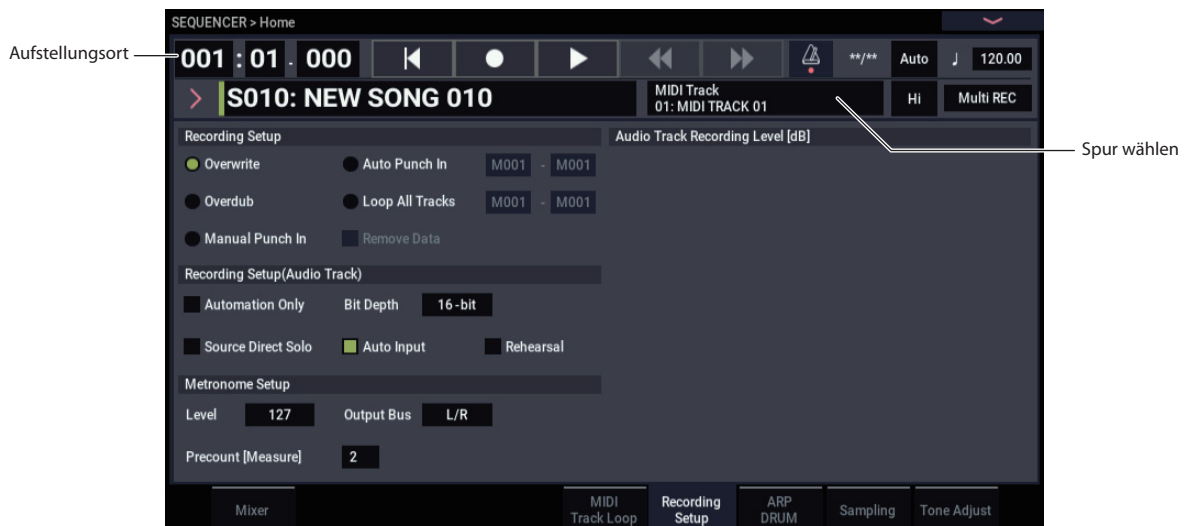 SEQUENCER > Home
Aufstellungsort
001 : 01 . 000
**/**
Auto
♩ 120.00
S010: NEW SONG 010
MIDI Track
01: MIDI TRACK 01
Hi
Multi REC
Recording Setup
Audio Track Recording Level [dB]
Spur wählen
Overwrite
Auto Punch In
M001 - M001
Overdub
Loop All Tracks
M001 - M001
Manual Punch In
Remove Data
Recording Setup(Audio Track)
Automation Only
Bit Depth
16-bit
Source Direct Solo
Auto Input
Rehearsal
Metronome Setup
Level
127
Output Bus
L/R
Precount [Measure]
2
Mixer
MIDI
Track Loop
Recording
Setup
ARP
DRUM
Sampling
Tone Adjust